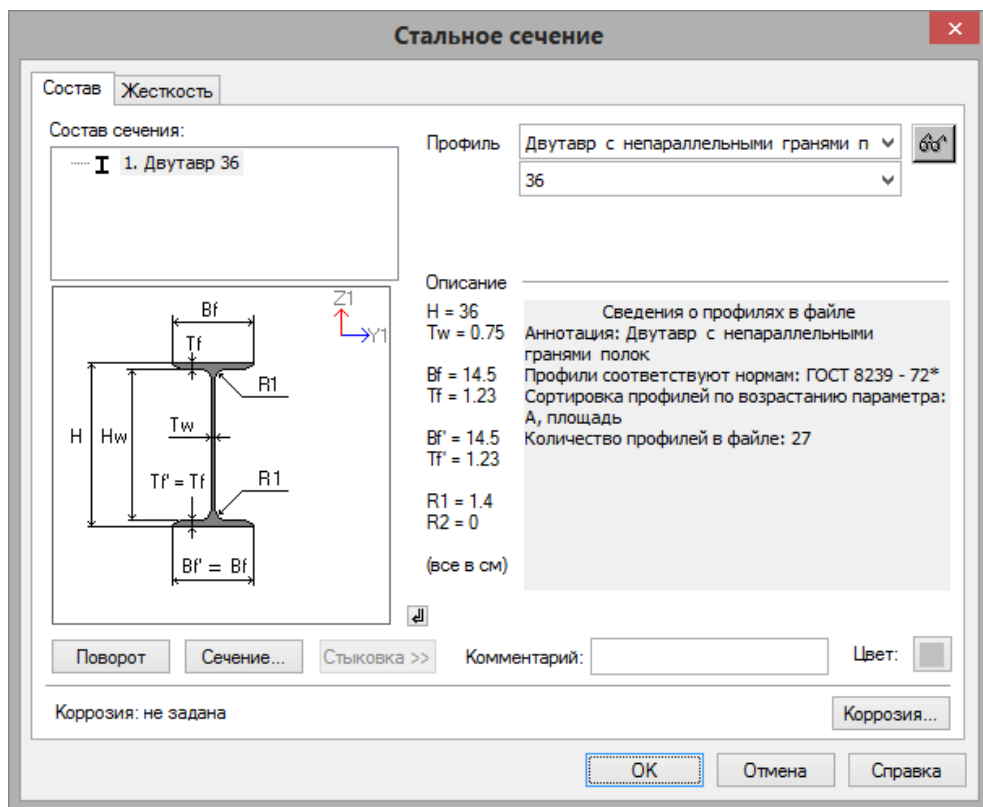 Стальное сечение
Состав
Жесткость
Состав сечения:
1. Двутавр 36
Профиль
Двутавр с непараллельными гранями п
36
Описание
H = 36
Tw = 0.75
Bf = 14.5
Tf = 1.23
Bf' = 14.5
Tf' = 1.23
R1 = 1.4
R2 = 0
(все в см)
Сведения о профилях в файле
Аннотация: Двутавр с непараллельными
гранями полок
Профили соответствуют нормам: ГОСТ 8239 - 72*
Сортировка профилей по возрастанию параметра:
А, площадь
Количество профилей в файле: 27
Bf
Z1
Y1
Tf
R1
H
Hw
Tw
Tf' = Tf
R1
Bf' = Bf
Поворот
Сечение...
Стыковка >>
Комментарий:
Цвет:
Коррозия: не задана
Коррозия...
OK
Отмена
Справка